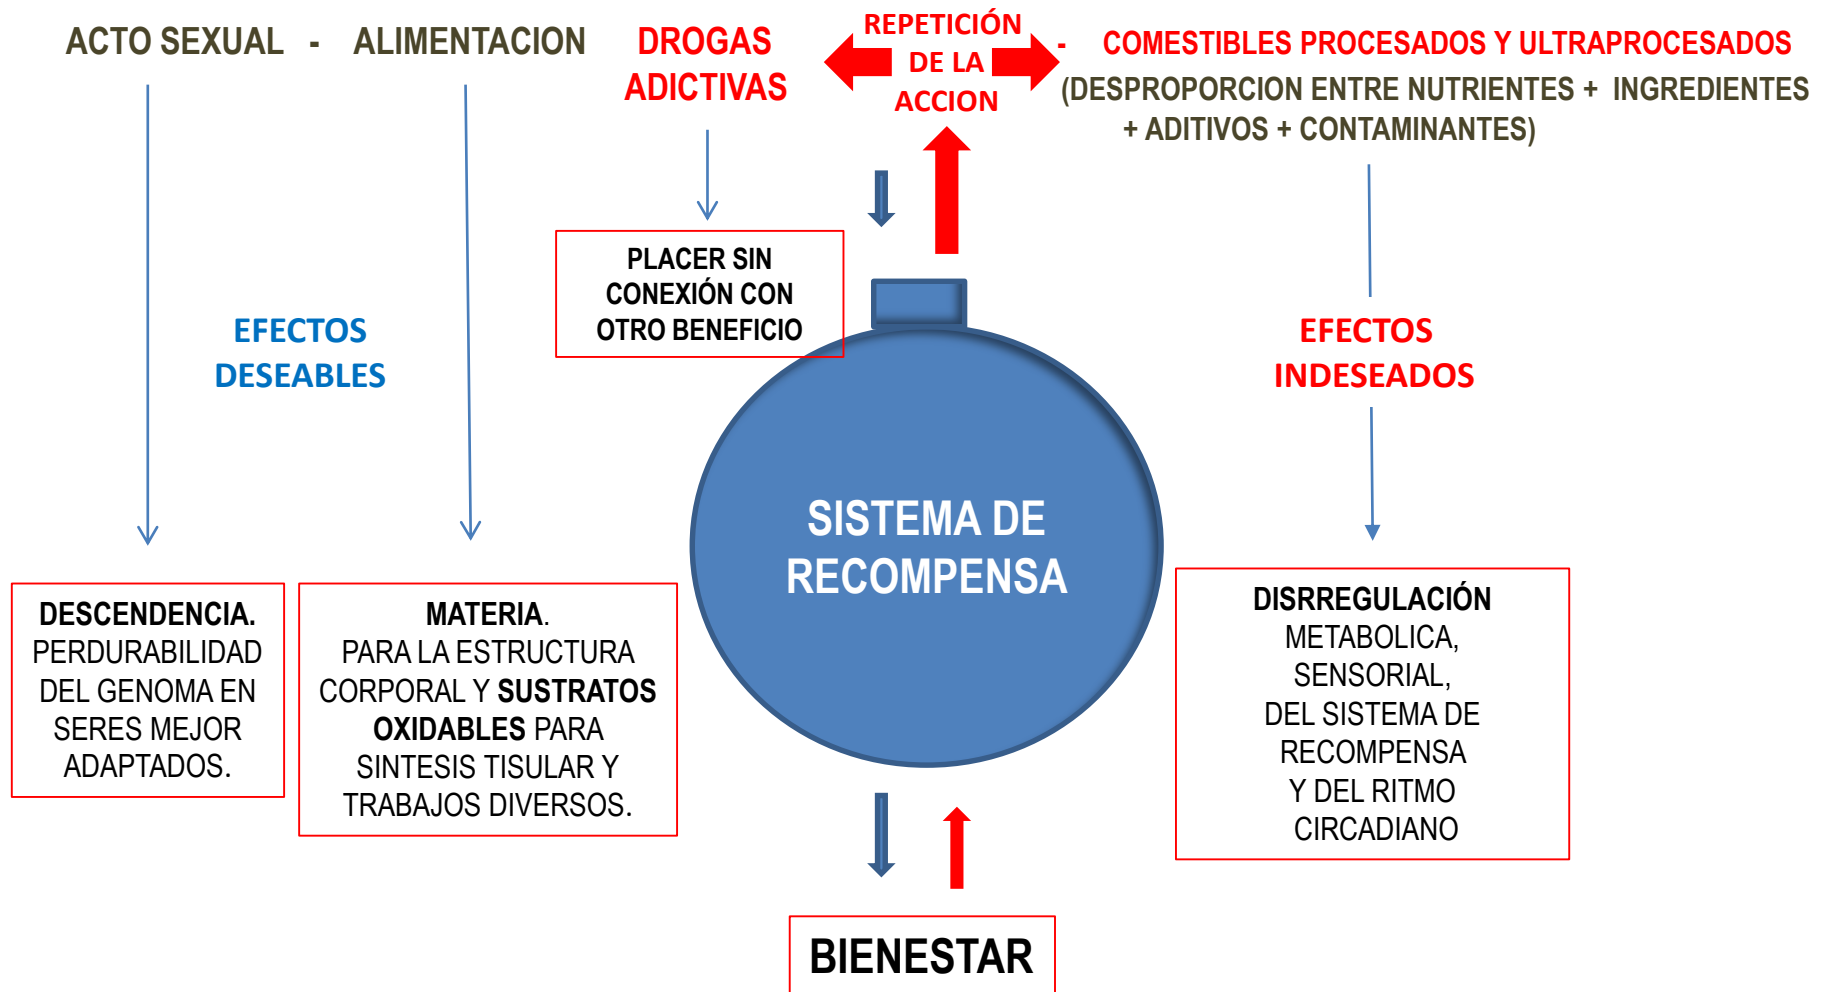 ACTO SEXUAL - ALIMENTACION
DROGAS
ADICTIVAS
REPETICIÓN
DE LA
ACCION
- COMESTIBLES PROCESADOS Y ULTRAPROCESADOS
(DESPROPORCION ENTRE NUTRIENTES + INGREDIENTES
+ ADITIVOS + CONTAMINANTES)
PLACER SIN
CONEXIÓN CON
OTRO BENEFICIO
EFECTOS
DESEABLES
EFECTOS
INDESEADOS
SISTEMA DE
RECOMPENSA
DESCENDENCIA.
PERDURABILIDAD
DEL GENOMA EN
SERES MEJOR
ADAPTADOS.
MATERIA.
PARA LA ESTRUCTURA
CORPORAL Y SUSTRATOS
OXIDABLES PARA
SINTESIS TISULAR Y
TRABAJOS DIVERSOS.
DISRREGULACIÓN
METABOLICA,
SENSORIAL,
DEL SISTEMA DE
RECOMPENSA
Y DEL RITMO
CIRCADIANO
BIENESTAR